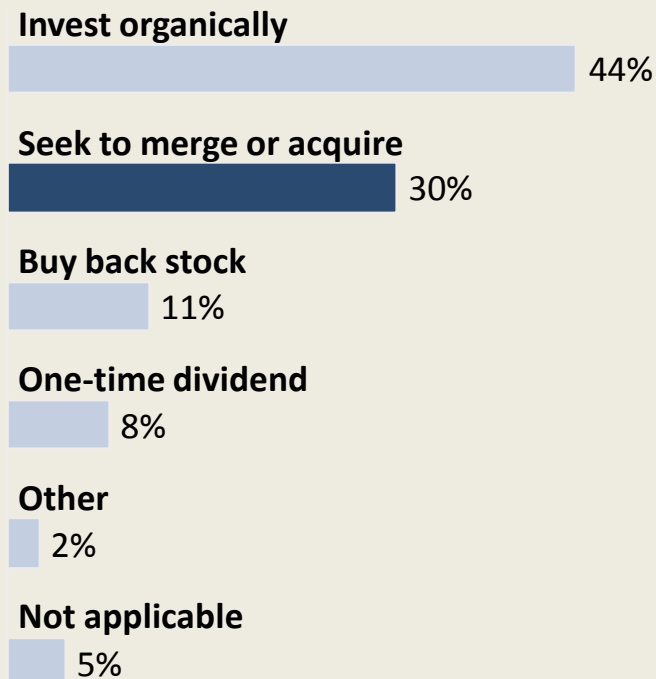 Invest organically
44%
Seek to merge or acquire
30%
Buy back stock
11%
One-time dividend
8%
Other
2%
Not applicable
5%